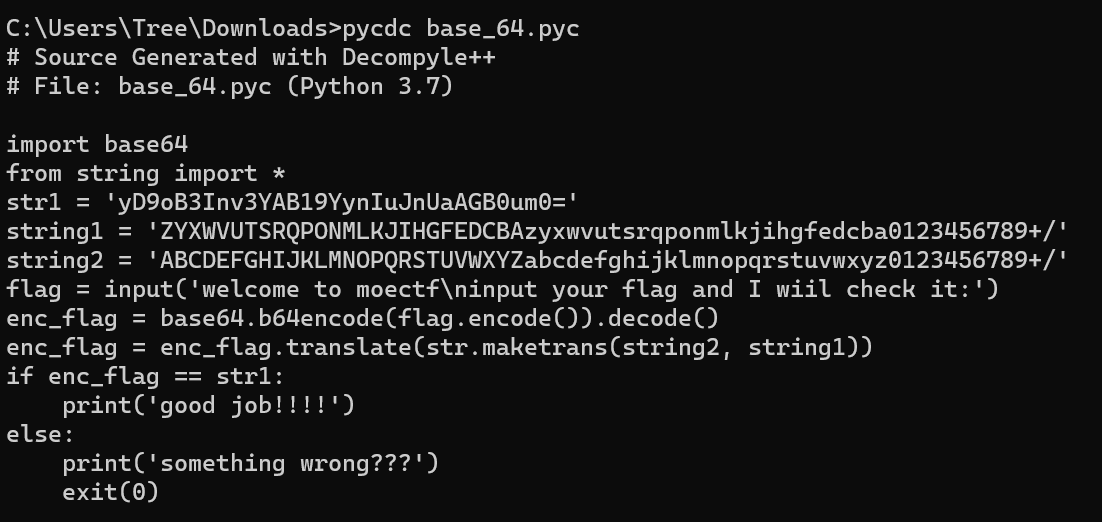 C:\Users\Tree\Downloads>pycdc base_64.pyc
# Source Generated with Decompyle++
# File: base_64.pyc (Python 3.7)

import base64
from string import *
str1 = 'yD9oB3Inv3YAB19YynIuJnUaAGB0um0='
string1 = 'ZYXWVUTSRQPONMLKJIHGFEDCBAzyxwvutsrqponmlkjihgfedcba0123456789+/'
string2 = 'ABCDEFGHIJKLMNOPQRSTUVWXYZabcdefghijklmnopqrstuvwxyz0123456789+/'
flag = input('welcome to moectf\ninput your flag and I wiil check it:')
enc_flag = base64.b64encode(flag.encode()).decode()
enc_flag = enc_flag.translate(str.maketrans(string2, string1))
if enc_flag == str1:
    print('good job!!!!')
else:
    print('something wrong???')
    exit(0)